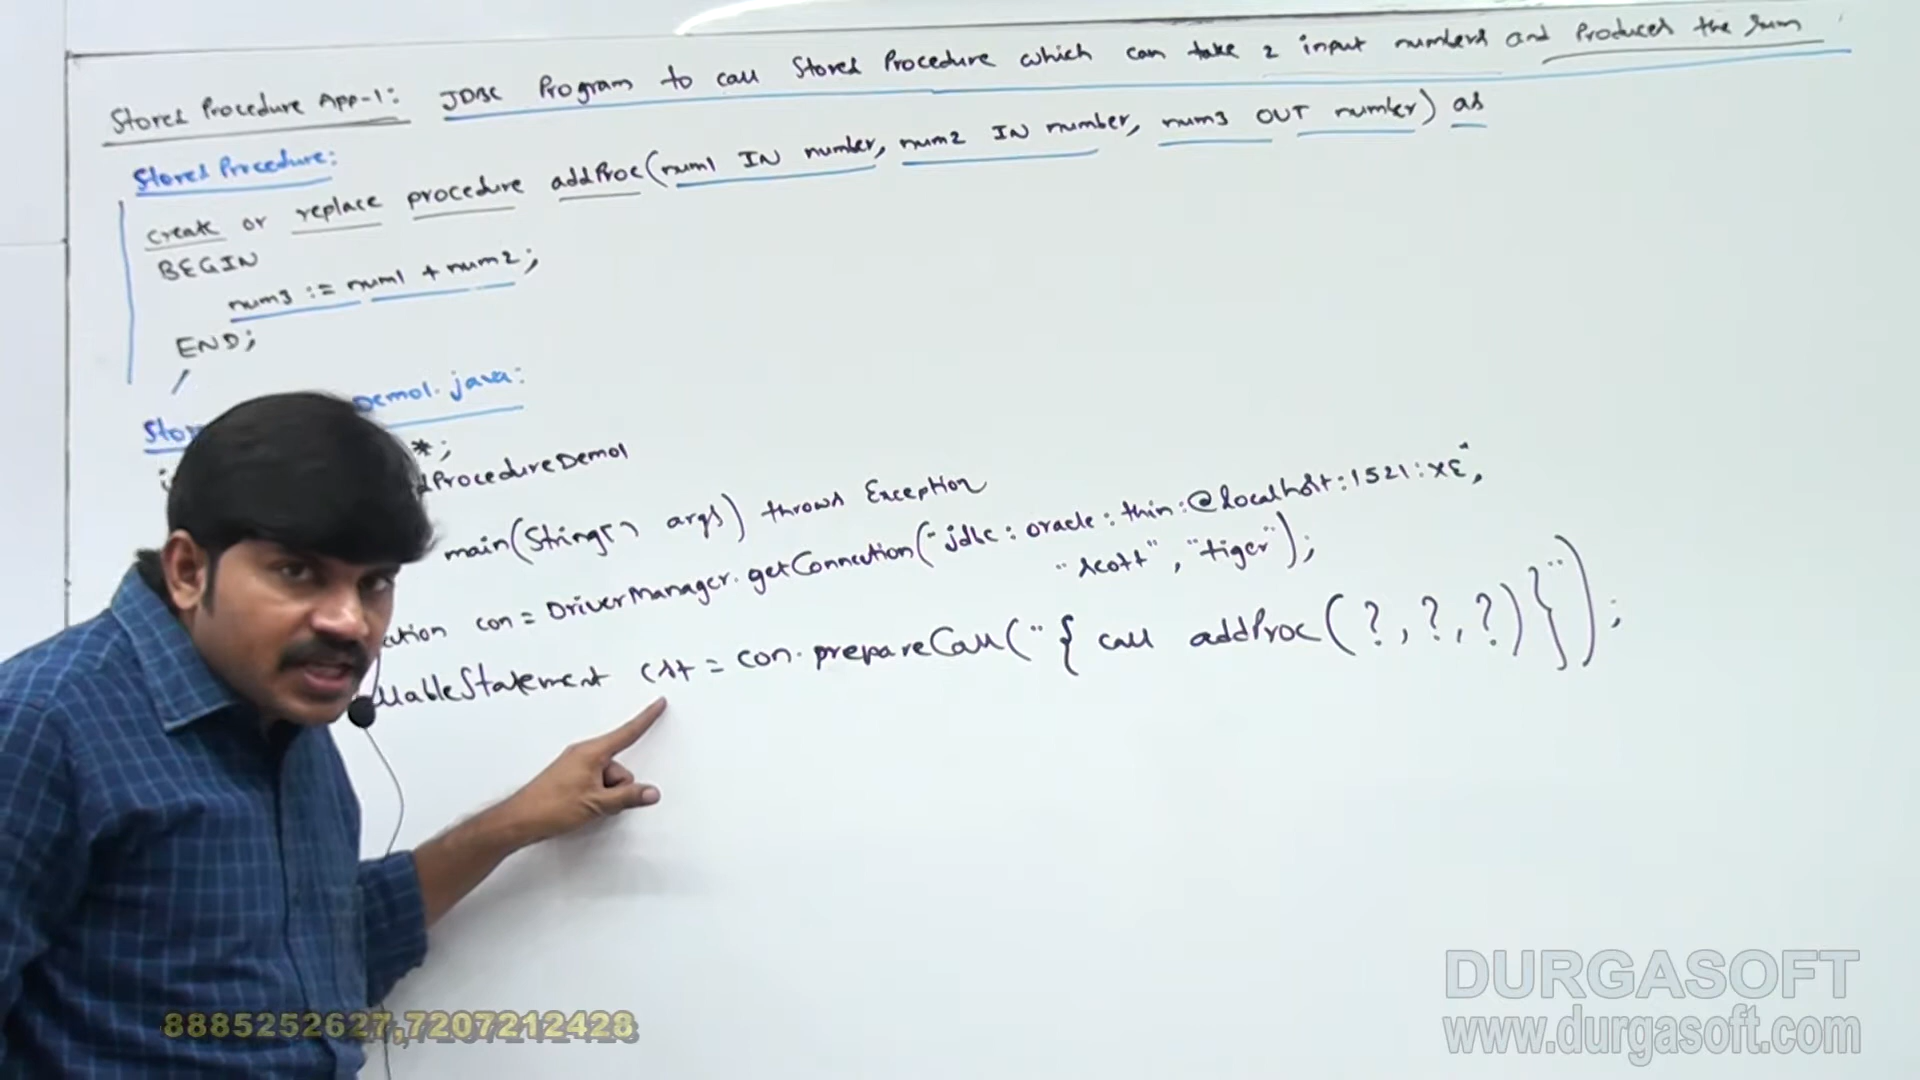 Stored Procedure App-1: JDBC Program to call Stored Procedure which can take 2 input numbers and produces the sum
Stored Procedure:
create or replace procedure addProc(num1 IN number, num2 IN number, num3 OUT number) as
BEGIN
num3 := num1 + num2;
END;
/
Demo1.java:
*;
ProcedureDemo1
main(String[] args) throws Exception
con = DriverManager.getConnection("jdbc:oracle:thin:@localhost:1521:XE",
"scott", "tiger");
Statement cst = con.prepareCall("{ call addProc(?,?,?)}");
DURGASOFT
www.durgasoft.com
8885252627,7207212428